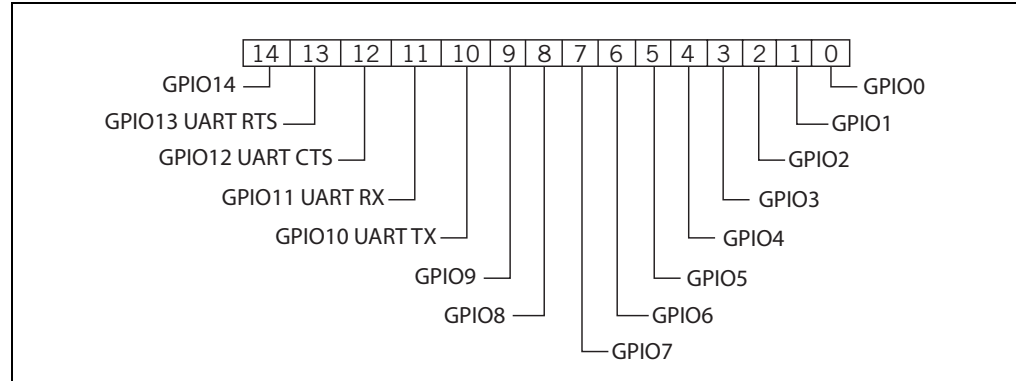 14 13 12 11 10 9 8 7 6 5 4 3 2 1 0
GPIO14
GPIO0
GPIO13 UART RTS
GPIO1
GPIO12 UART CTS
GPIO2
GPIO11 UART RX
GPIO3
GPIO10 UART TX
GPIO4
GPIO9
GPIO5
GPIO8
GPIO6
GPIO7